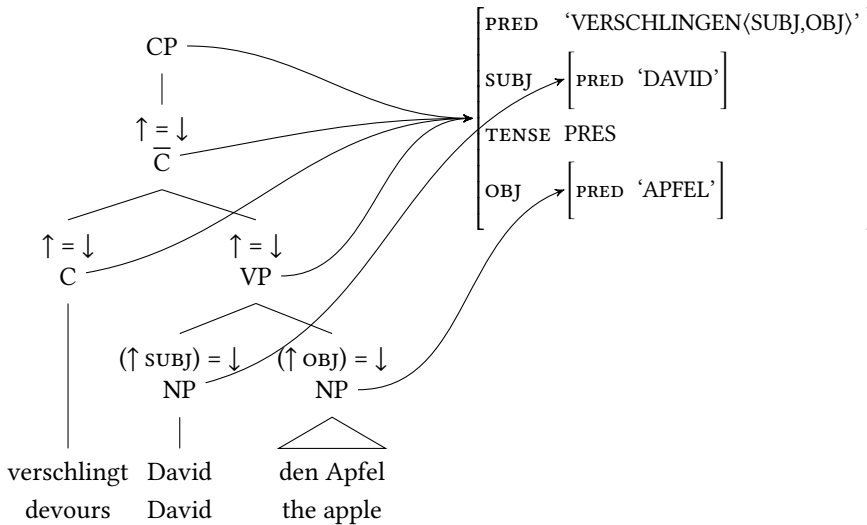 CP
↑ = ↓
C̅
↑ = ↓ ↑ = ↓
C VP
(↑ SUBJ) = ↓ (↑ OBJ) = ↓
NP NP
verschlingt David den Apfel
devours David the apple
PRED ‘VERSCHLINGEN⟨SUBJ,OBJ⟩’
SUBJ [PRED ‘DAVID’]
TENSE PRES
OBJ [PRED ‘APFEL’]